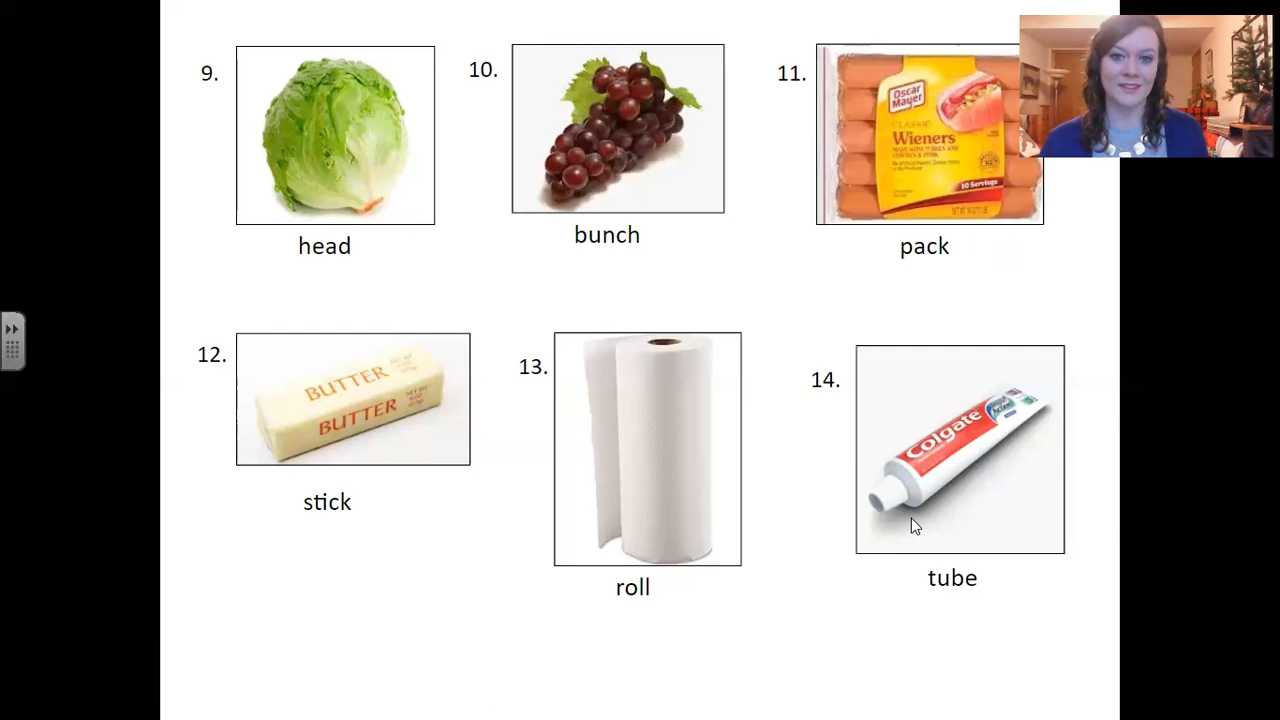 9.
10.
11.
Oscar
Mayer
CLASSIC
Wieners
10 Servings
head
bunch
pack
12.
BUTTER
BUTTER
13.
14.
Colgate
stick
roll
tube